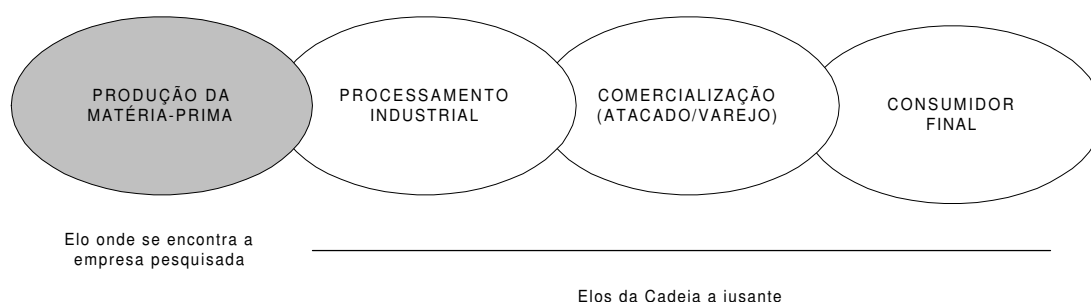 PRODUÇÃO DA
MATÉRIA-PRIMA
PROCESSAMENTO
INDUSTRIAL
COMERCIALIZAÇÃO
(ATACADO/VAREJO)
CONSUMIDOR
FINAL
Elo onde se encontra a
empresa pesquisada
Elos da Cadeia a jusante